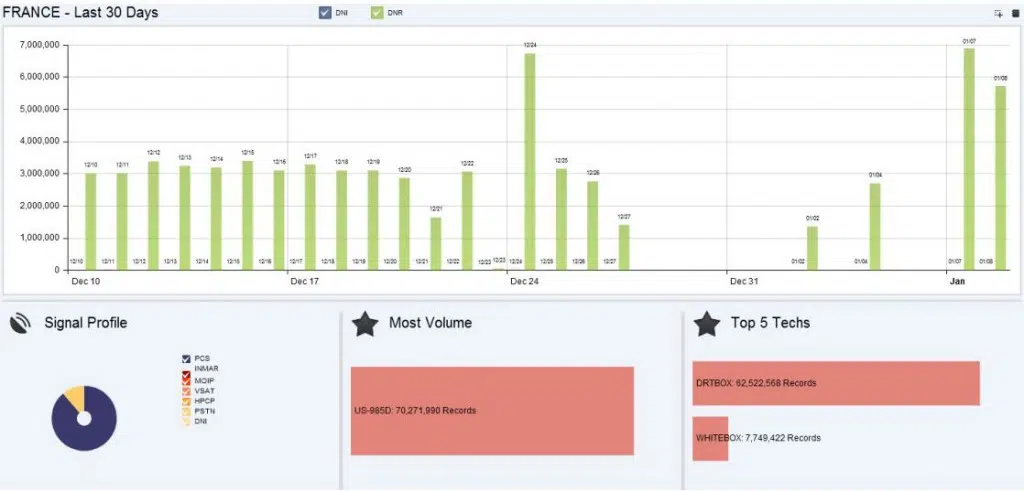 FRANCE - Last 30 Days
DNI DNR
7,000,000
6,000,000
5,000,000
4,000,000
3,000,000
2,000,000
1,000,000
0
12/10 12/11 12/12 12/13 12/14 12/15 12/16 12/17 12/18 12/19 12/20 12/21 12/22 12/23 12/24 12/25 12/26 12/27 01/02 01/04 01/07 01/08
12/10 12/11 12/12 12/13 12/14 12/15 12/16 12/17 12/18 12/19 12/20 12/21 12/22 12/23 12/24 12/25 12/26 12/27 01/02 01/04 01/07 01/08
Dec 10 Dec 17 Dec 24 Dec 31 Jan
Signal Profile
PCS
INMAR
MOIP
VSAT
HPCP
PSTN
DNI
Most Volume
US-985D: 70,271,990 Records
Top 5 Techs
DRTBOX: 62,522,568 Records
WHITEBOX: 7,749,422 Records